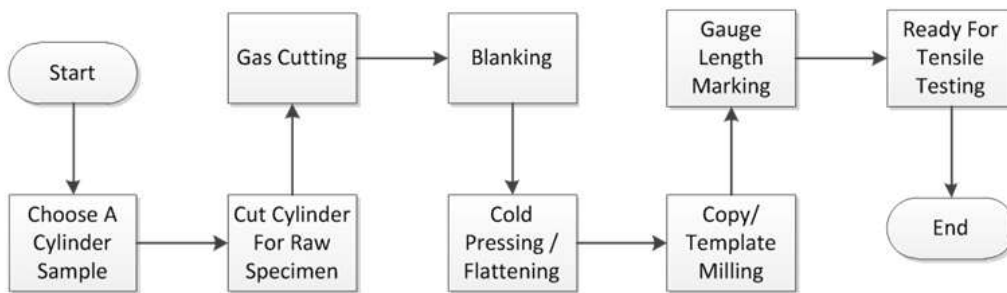 Start
Choose A
Cylinder
Sample
Cut Cylinder
For Raw
Specimen
Gas Cutting
Blanking
Cold
Pressing /
Flattening
Copy/
Template
Milling
Gauge
Length
Marking
Ready For
Tensile
Testing
End